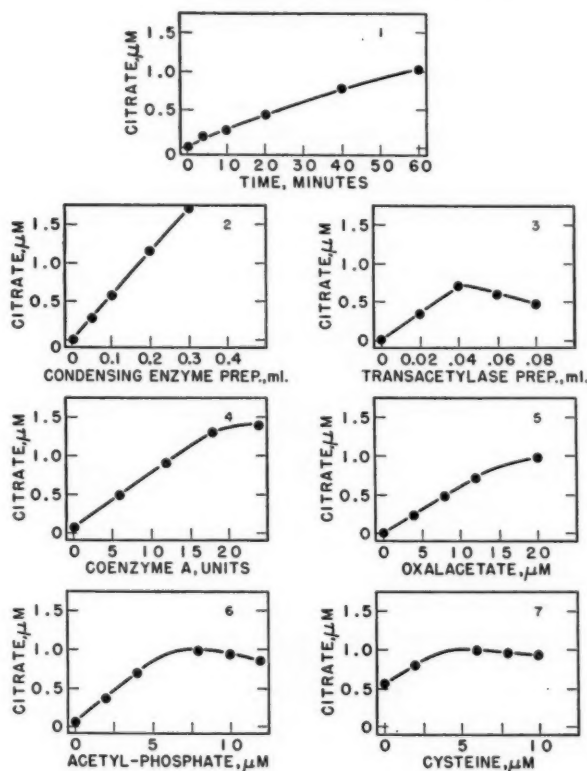 CITRATE, μM
1.5
1.0
0.5
0
1
0 10 20 30 40 50 60
TIME, MINUTES
CITRATE, μM
1.5
1.0
0.5
0
2
0 0.1 0.2 0.3 0.4
CONDENSING ENZYME PREP., ml.
CITRATE, μM
1.5
1.0
0.5
0
3
0 0.02 .04 .06 0.08
TRANSACETYLASE PREP., ml.
CITRATE, μM
1.5
1.0
0.5
0
4
0 5 10 15 20
COENZYME A, UNITS
CITRATE, μM
1.5
1.0
0.5
0
5
0 5 10 15 20
OXALACETATE, μM
CITRATE, μM
1.5
1.0
0.5
0
6
0 5 10
ACETYL-PHOSPHATE, μM
CITRATE, μM
1.5
1.0
0.5
0
7
0 5 10
CYSTEINE, μM